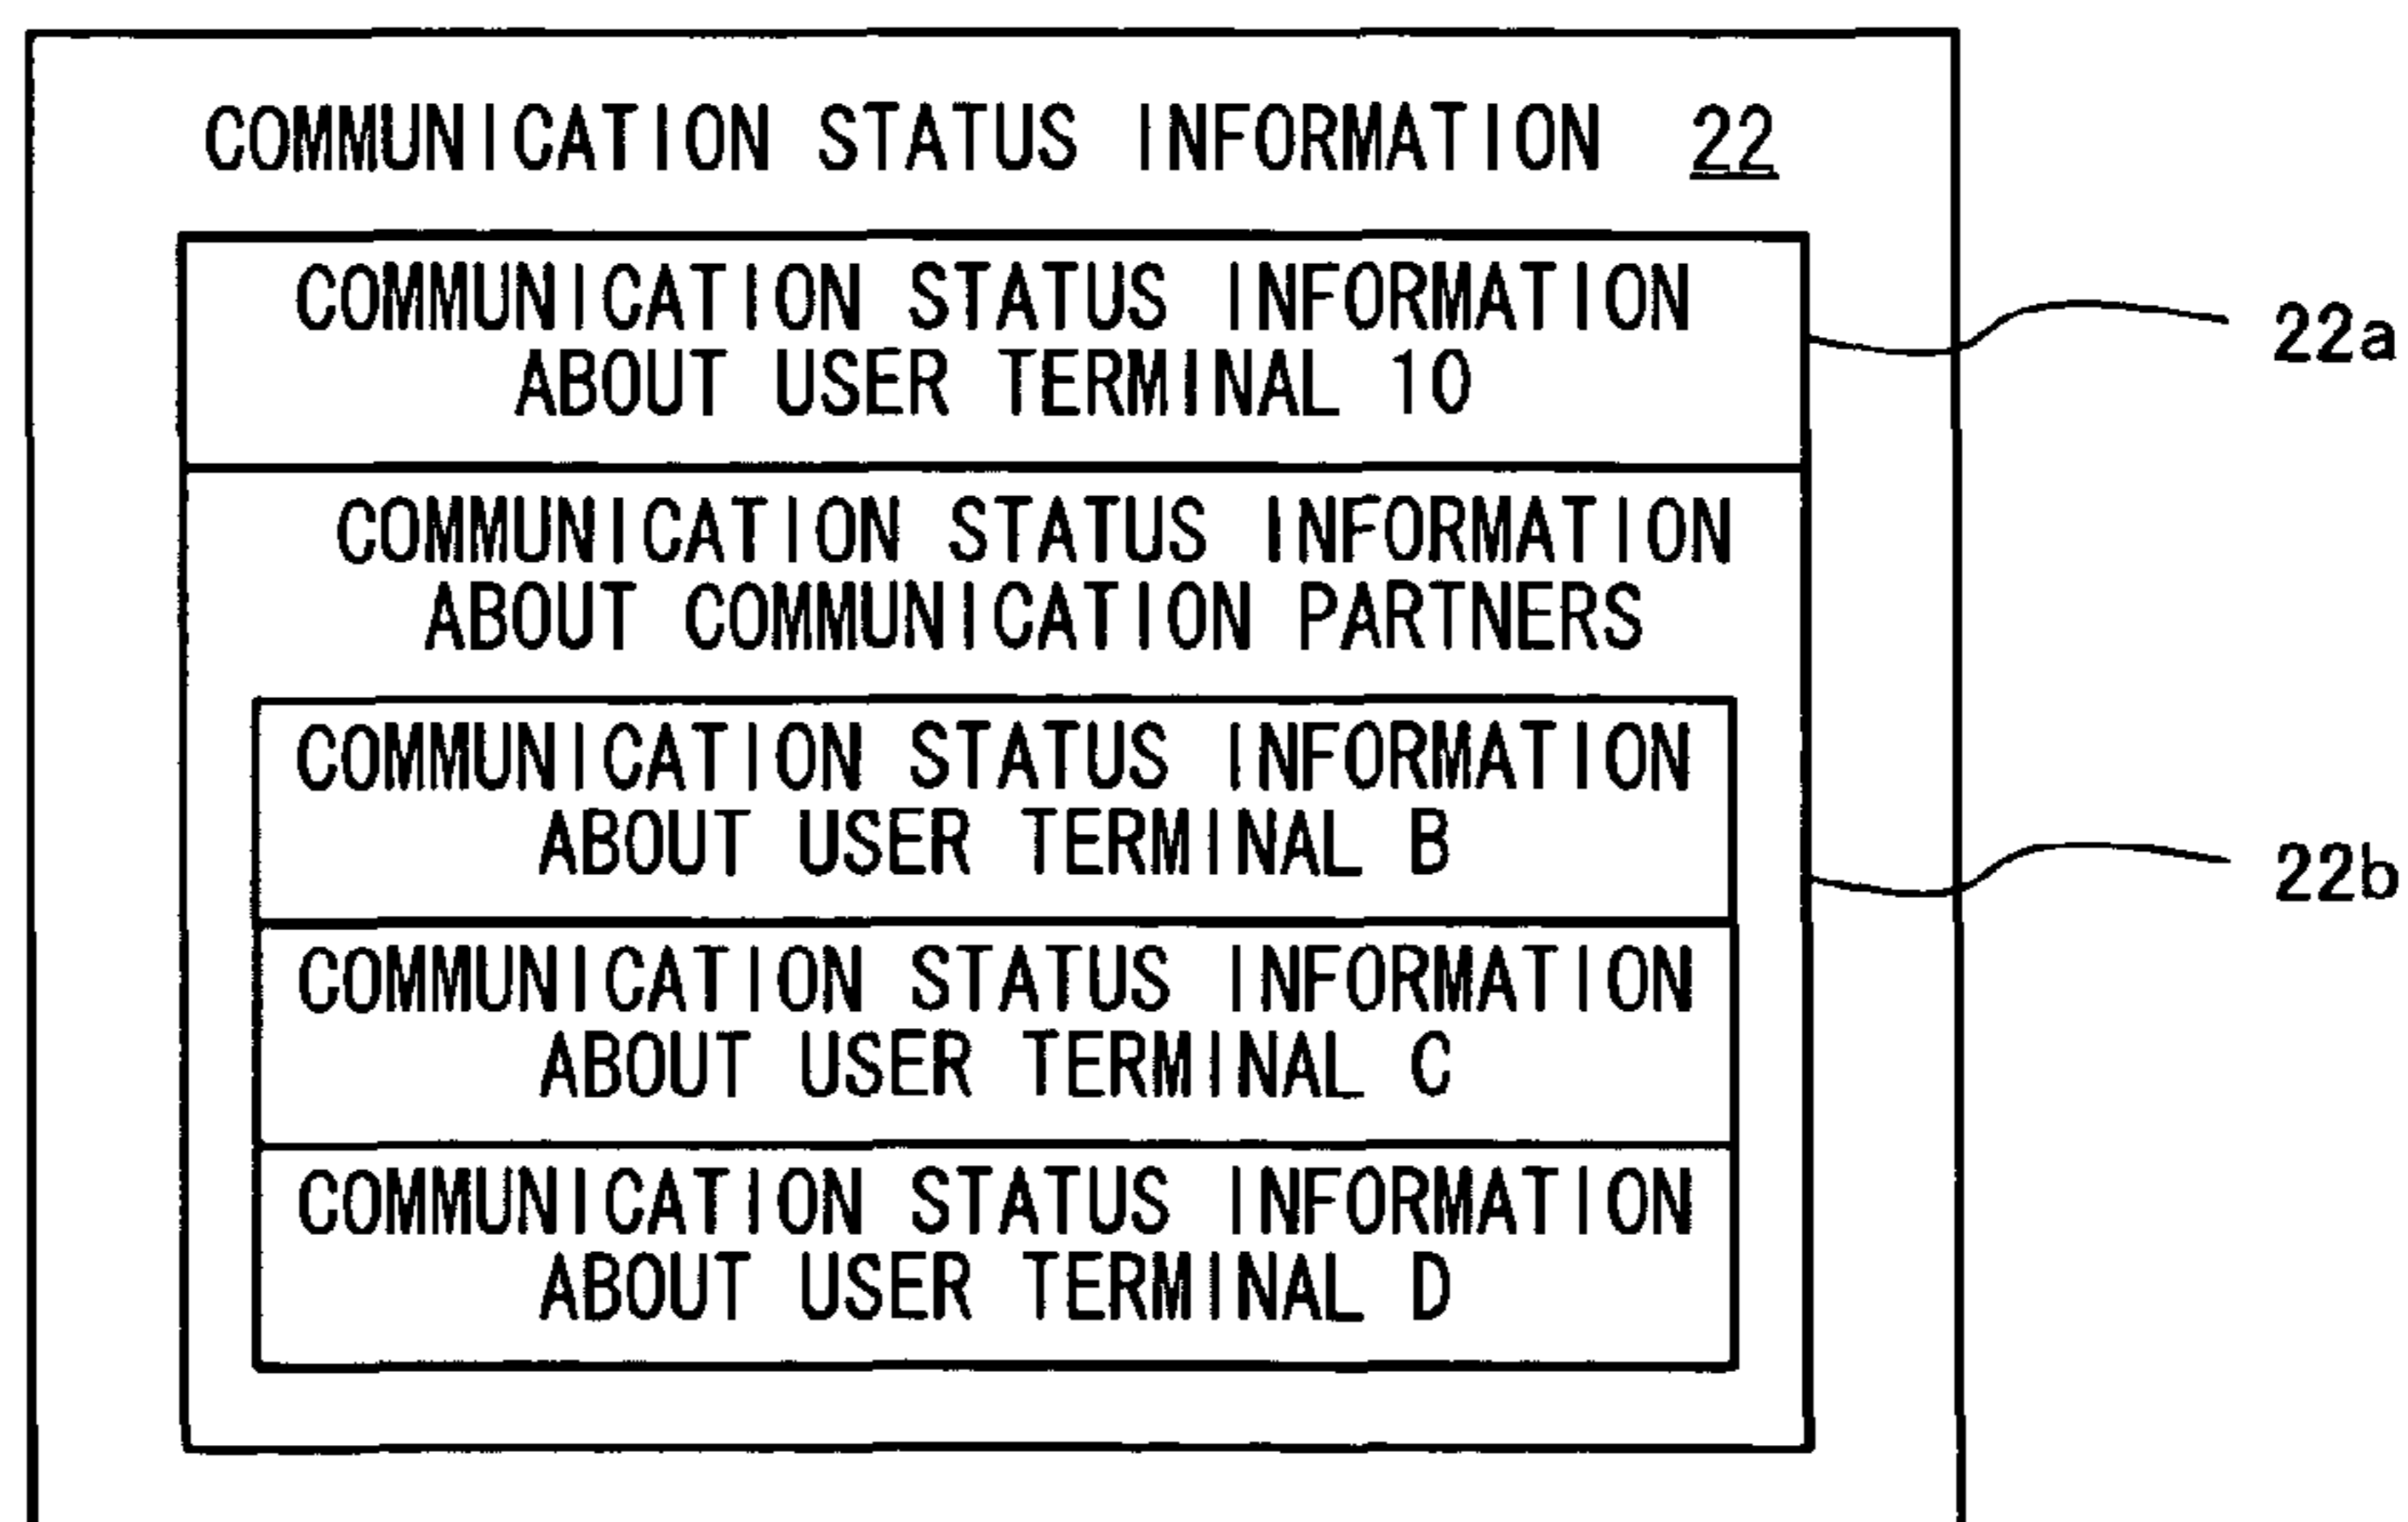 COMMUNICATION STATUS INFORMATION 22
COMMUNICATION STATUS INFORMATION
ABOUT USER TERMINAL 10
22a
COMMUNICATION STATUS INFORMATION
ABOUT COMMUNICATION PARTNERS
COMMUNICATION STATUS INFORMATION
ABOUT USER TERMINAL B
22b
COMMUNICATION STATUS INFORMATION
ABOUT USER TERMINAL C
COMMUNICATION STATUS INFORMATION
ABOUT USER TERMINAL D